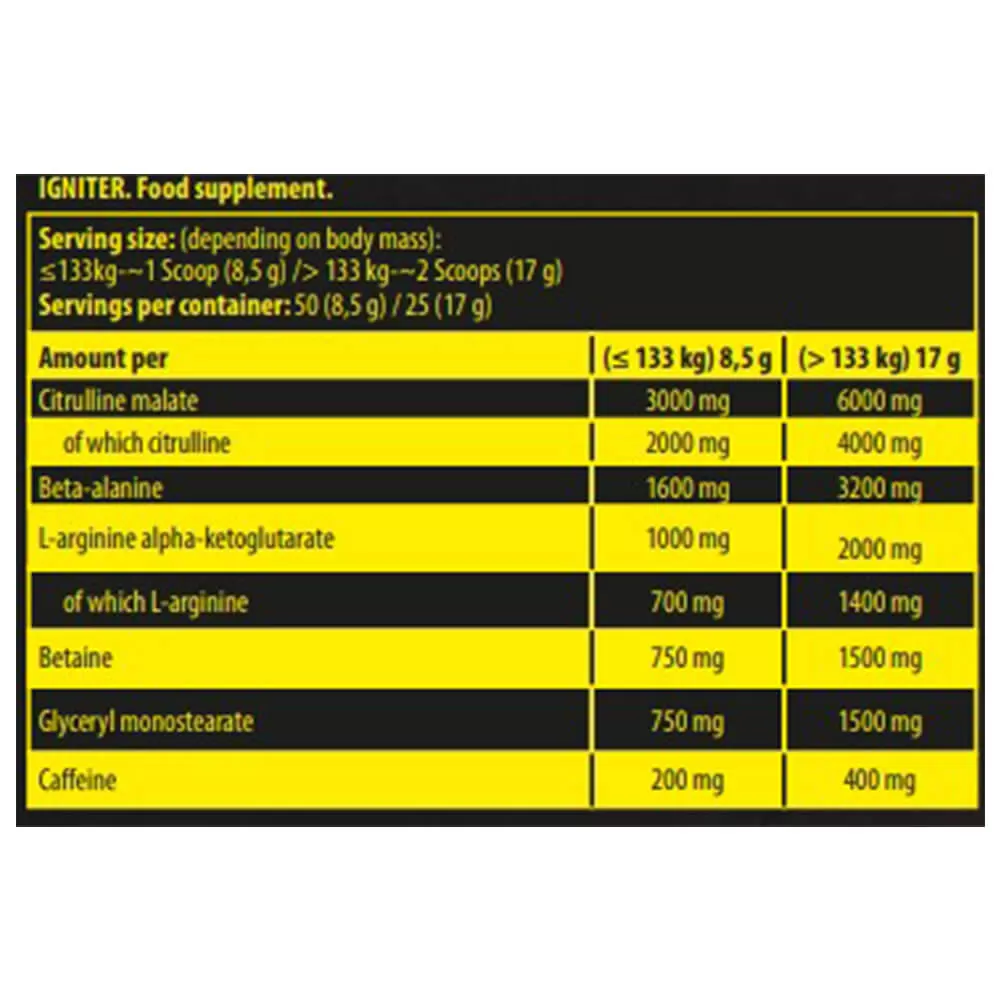 IGNITER. Food supplement.
Serving size: (depending on body mass):
≤133kg-~1 Scoop (8,5 g) /> 133 kg-~2 Scoops (17 g)
Servings per container: 50 (8,5 g) / 25 (17 g)
Amount per (≤ 133 kg) 8,5 g (> 133 kg) 17 g
Citrulline malate 3000 mg 6000 mg
of which citrulline 2000 mg 4000 mg
Beta-alanine 1600 mg 3200 mg
L-arginine alpha-ketoglutarate 1000 mg 2000 mg
of which L-arginine 700 mg 1400 mg
Betaine 750 mg 1500 mg
Glyceryl monostearate 750 mg 1500 mg
Caffeine 200 mg 400 mg